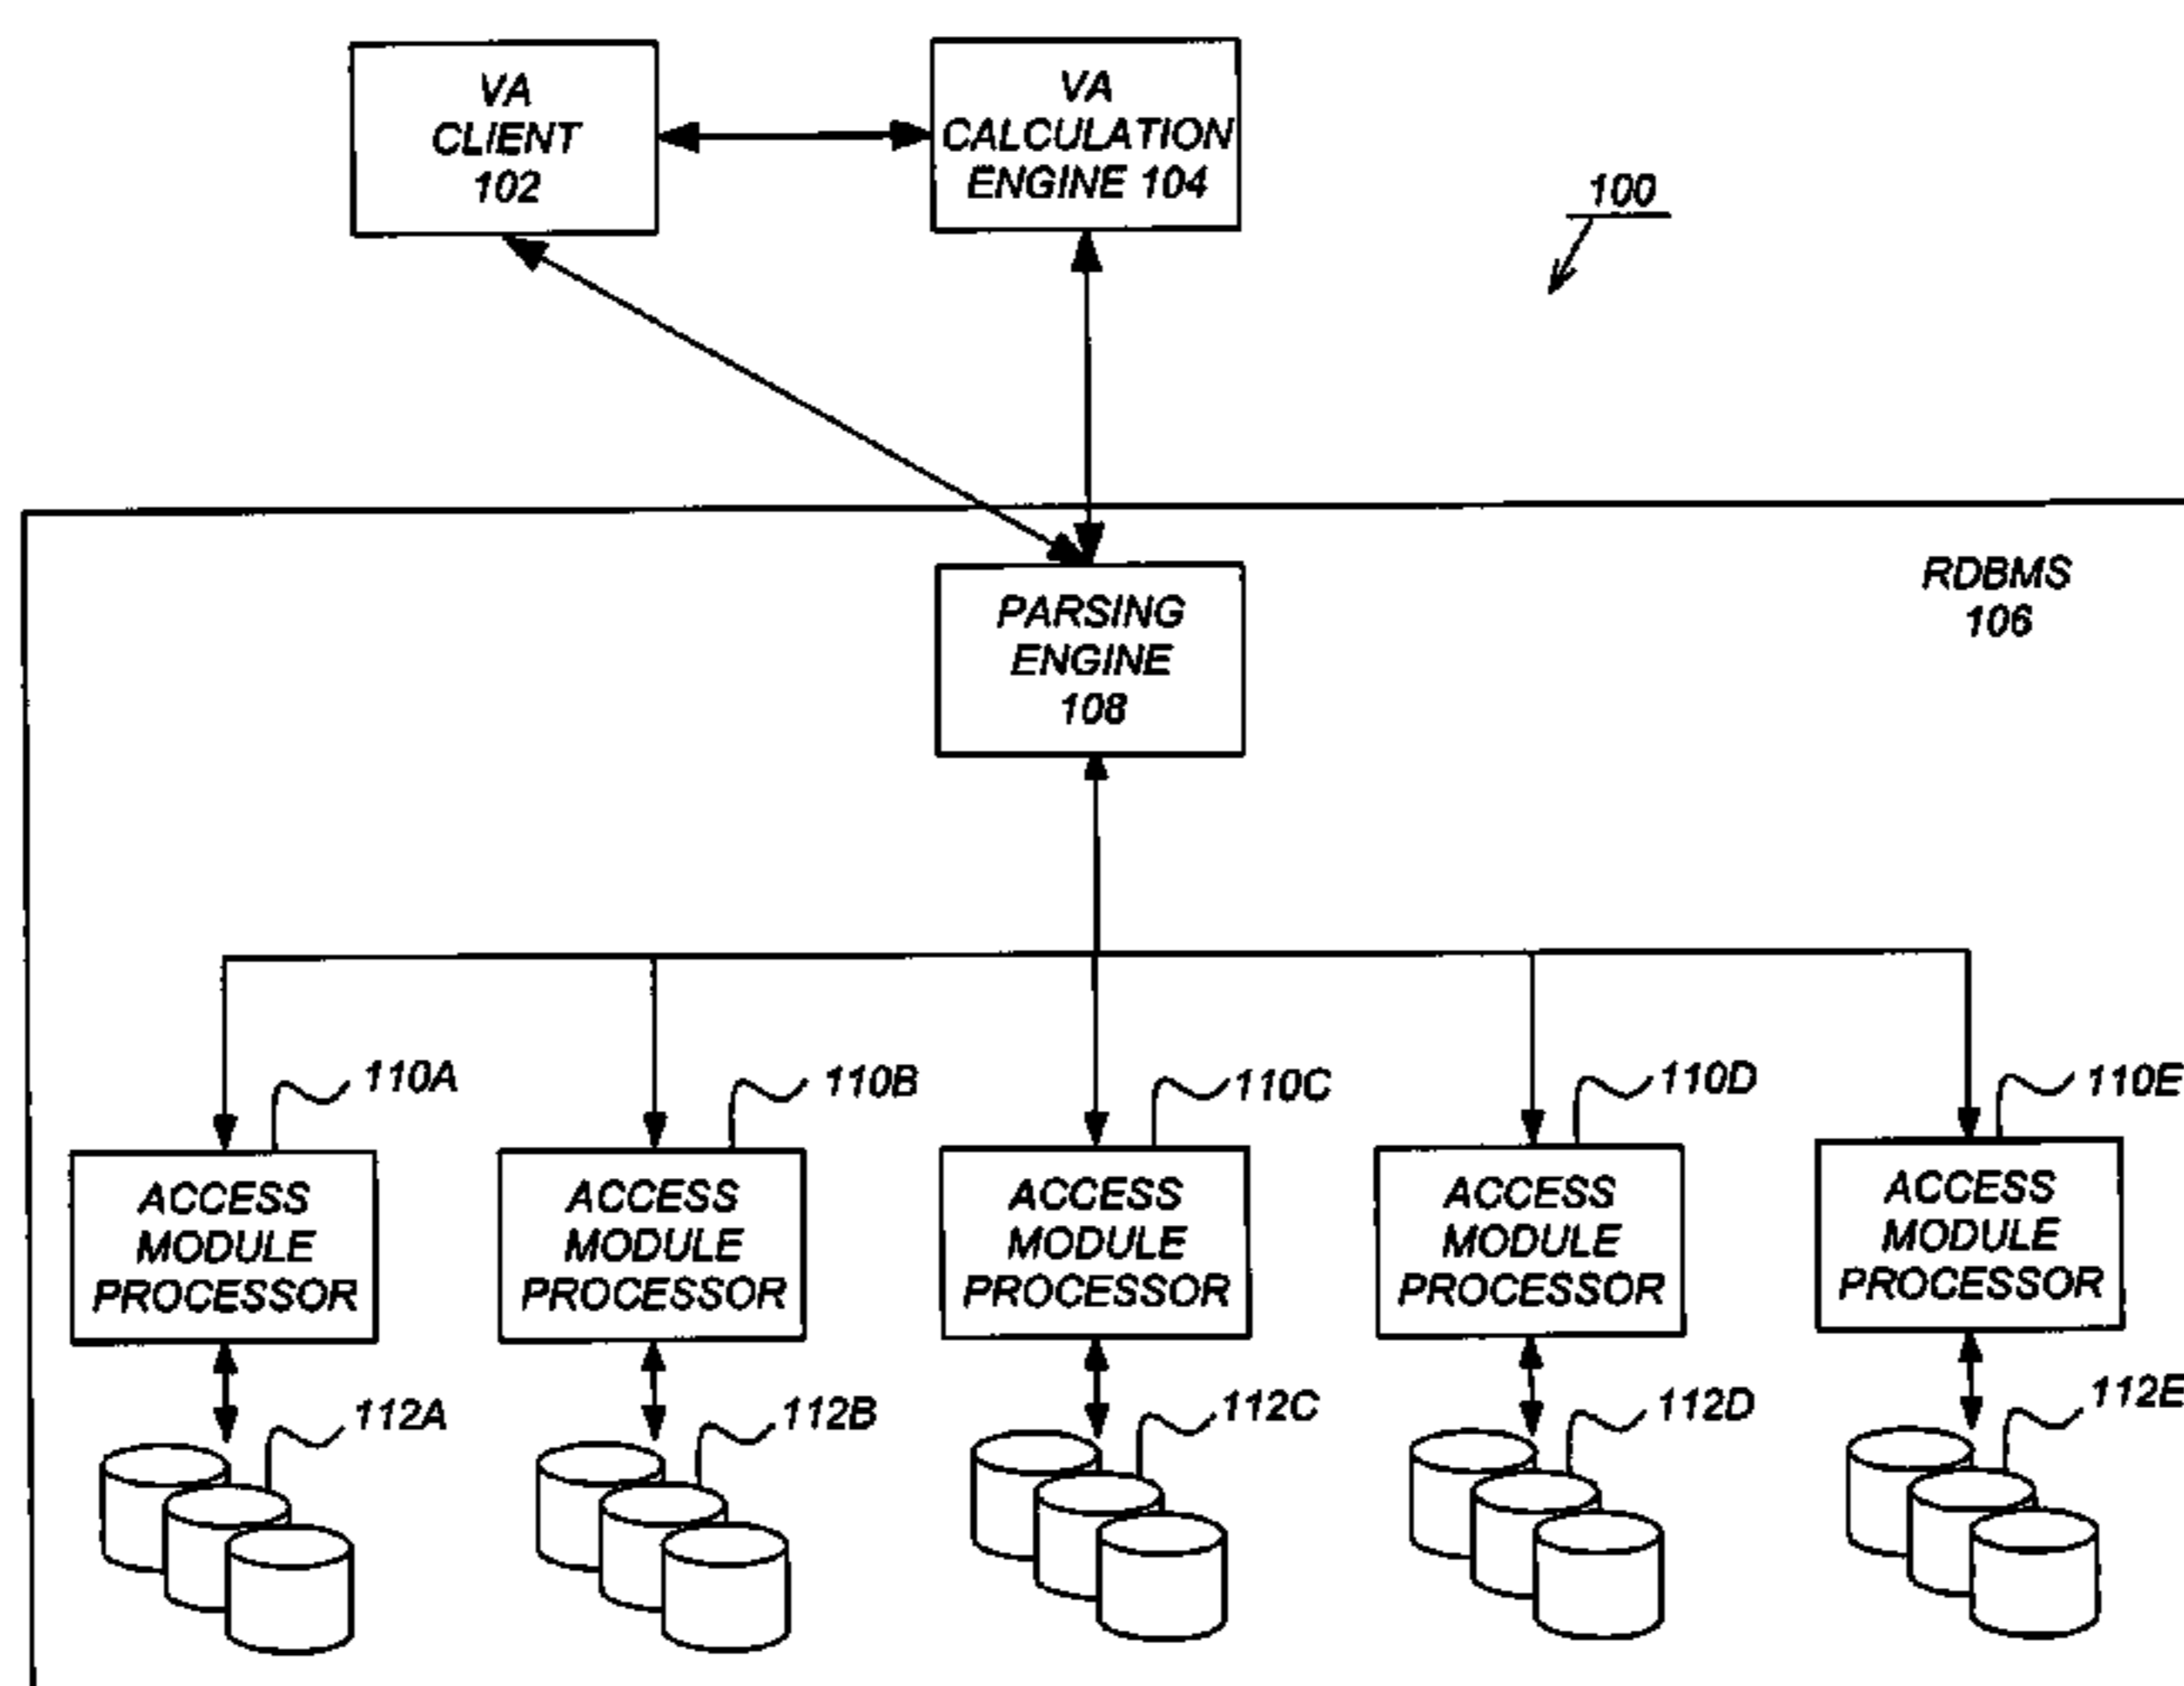 VA
CLIENT
102
VA
CALCULATION
ENGINE 104
100
RDBMS
106
PARSING
ENGINE
108
110A
110B
110C
110D
110E
ACCESS
MODULE
PROCESSOR
ACCESS
MODULE
PROCESSOR
ACCESS
MODULE
PROCESSOR
ACCESS
MODULE
PROCESSOR
ACCESS
MODULE
PROCESSOR
112A
112B
112C
112D
112E